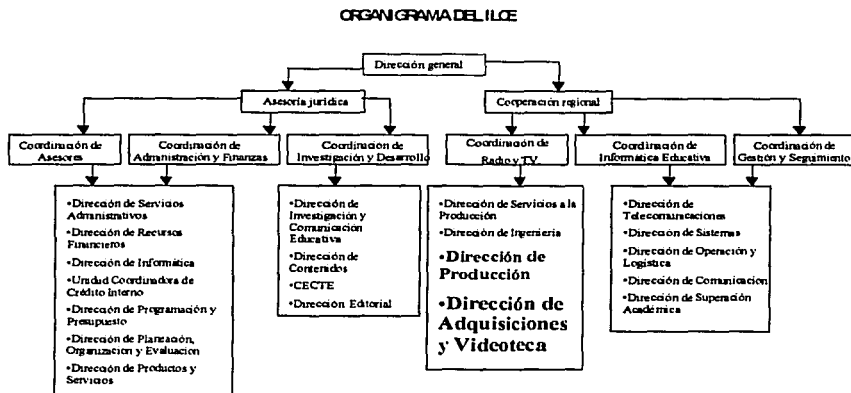 ORGANIGRAMA DEL ILCE
Dirección general
Asesoría jurídica
Cooperación regional
Coordinación de
Asesores
Coordinación de
Administración y Finanzas
Coordinación de
Investigación y Desarrollo
Coordinación de
Radio y TV
Coordinación de
Informática Educativa
Coordinación de
Gestión y Seguimiento
•Dirección de Servicios
Administrativos
•Dirección de Recursos
Financieros
•Dirección de Informática
•Unidad Coordinadora de
Crédito Interno
•Dirección de Programación y
Presupuesto
•Dirección de Planeación,
Organización y Evaluación
•Dirección de Productos y
Servicios
•Dirección de
Investigación y
Comunicación
Educativa
•Dirección de
Contenidos
•CECTE
•Dirección Editorial
•Dirección de Servicios a la
Producción
•Dirección de Ingeniería
•Dirección de
Producción
•Dirección de
Adquisiciones
y Videoteca
•Dirección de
Telecomunicaciones
•Dirección de Sistemas
•Dirección de Operación y
Logística
•Dirección de Comunicación
•Dirección de Superación
Académica